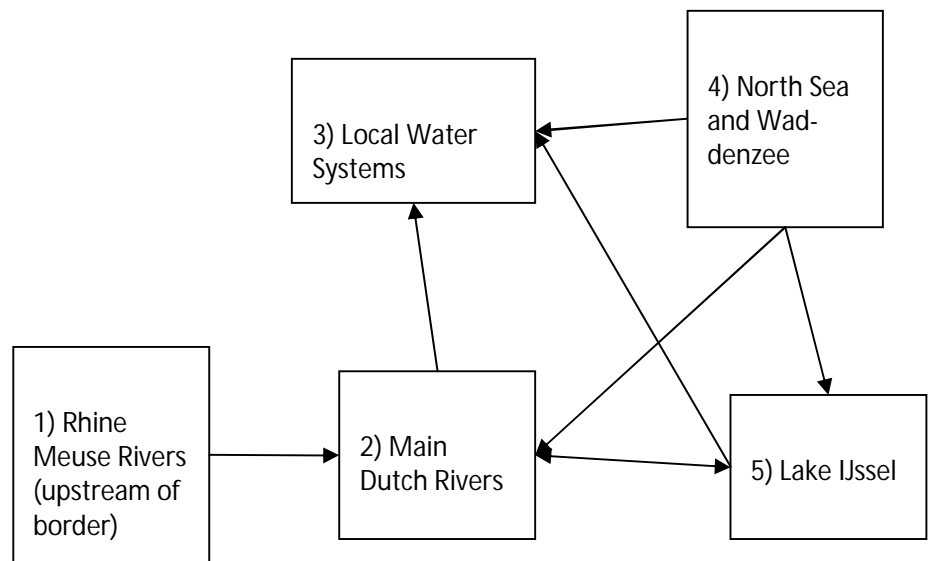 3) Local Water
Systems
4) North Sea
and Wad-
denzee
1) Rhine
Meuse Rivers
(upstream of
border)
2) Main
Dutch Rivers
5) Lake IJssel